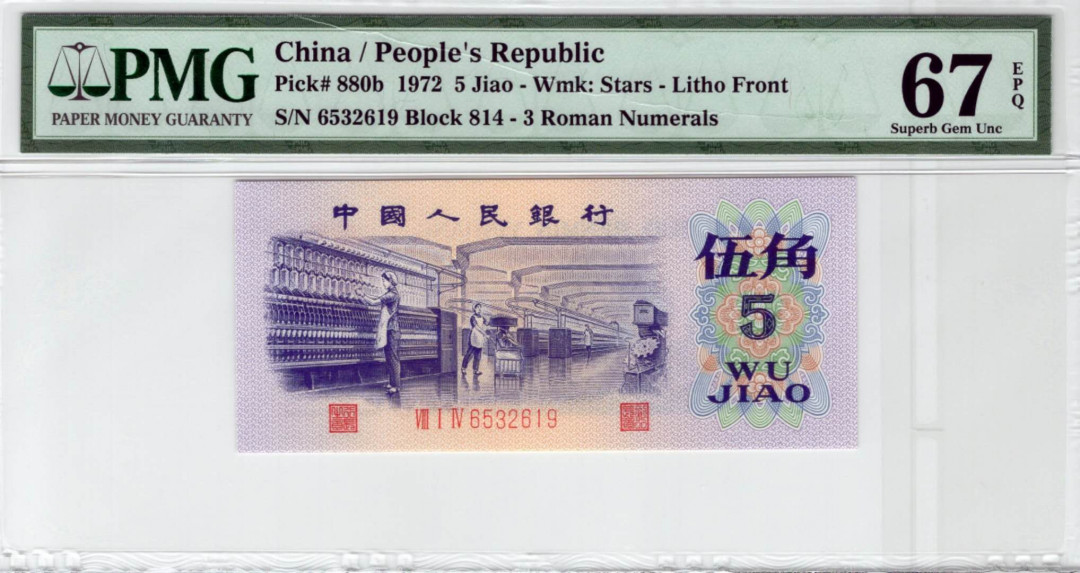 PMG
PAPER MONEY GUARANTY
China / People's Republic
Pick# 880b 1972 5 Jiao - Wmk: Stars - Litho Front
S/N 6532619 Block 814 - 3 Roman Numerals
67
EPQ
Superb Gem Unc
中國人民銀行
伍角
5
WU
JIAO
VIII I IV 6532619